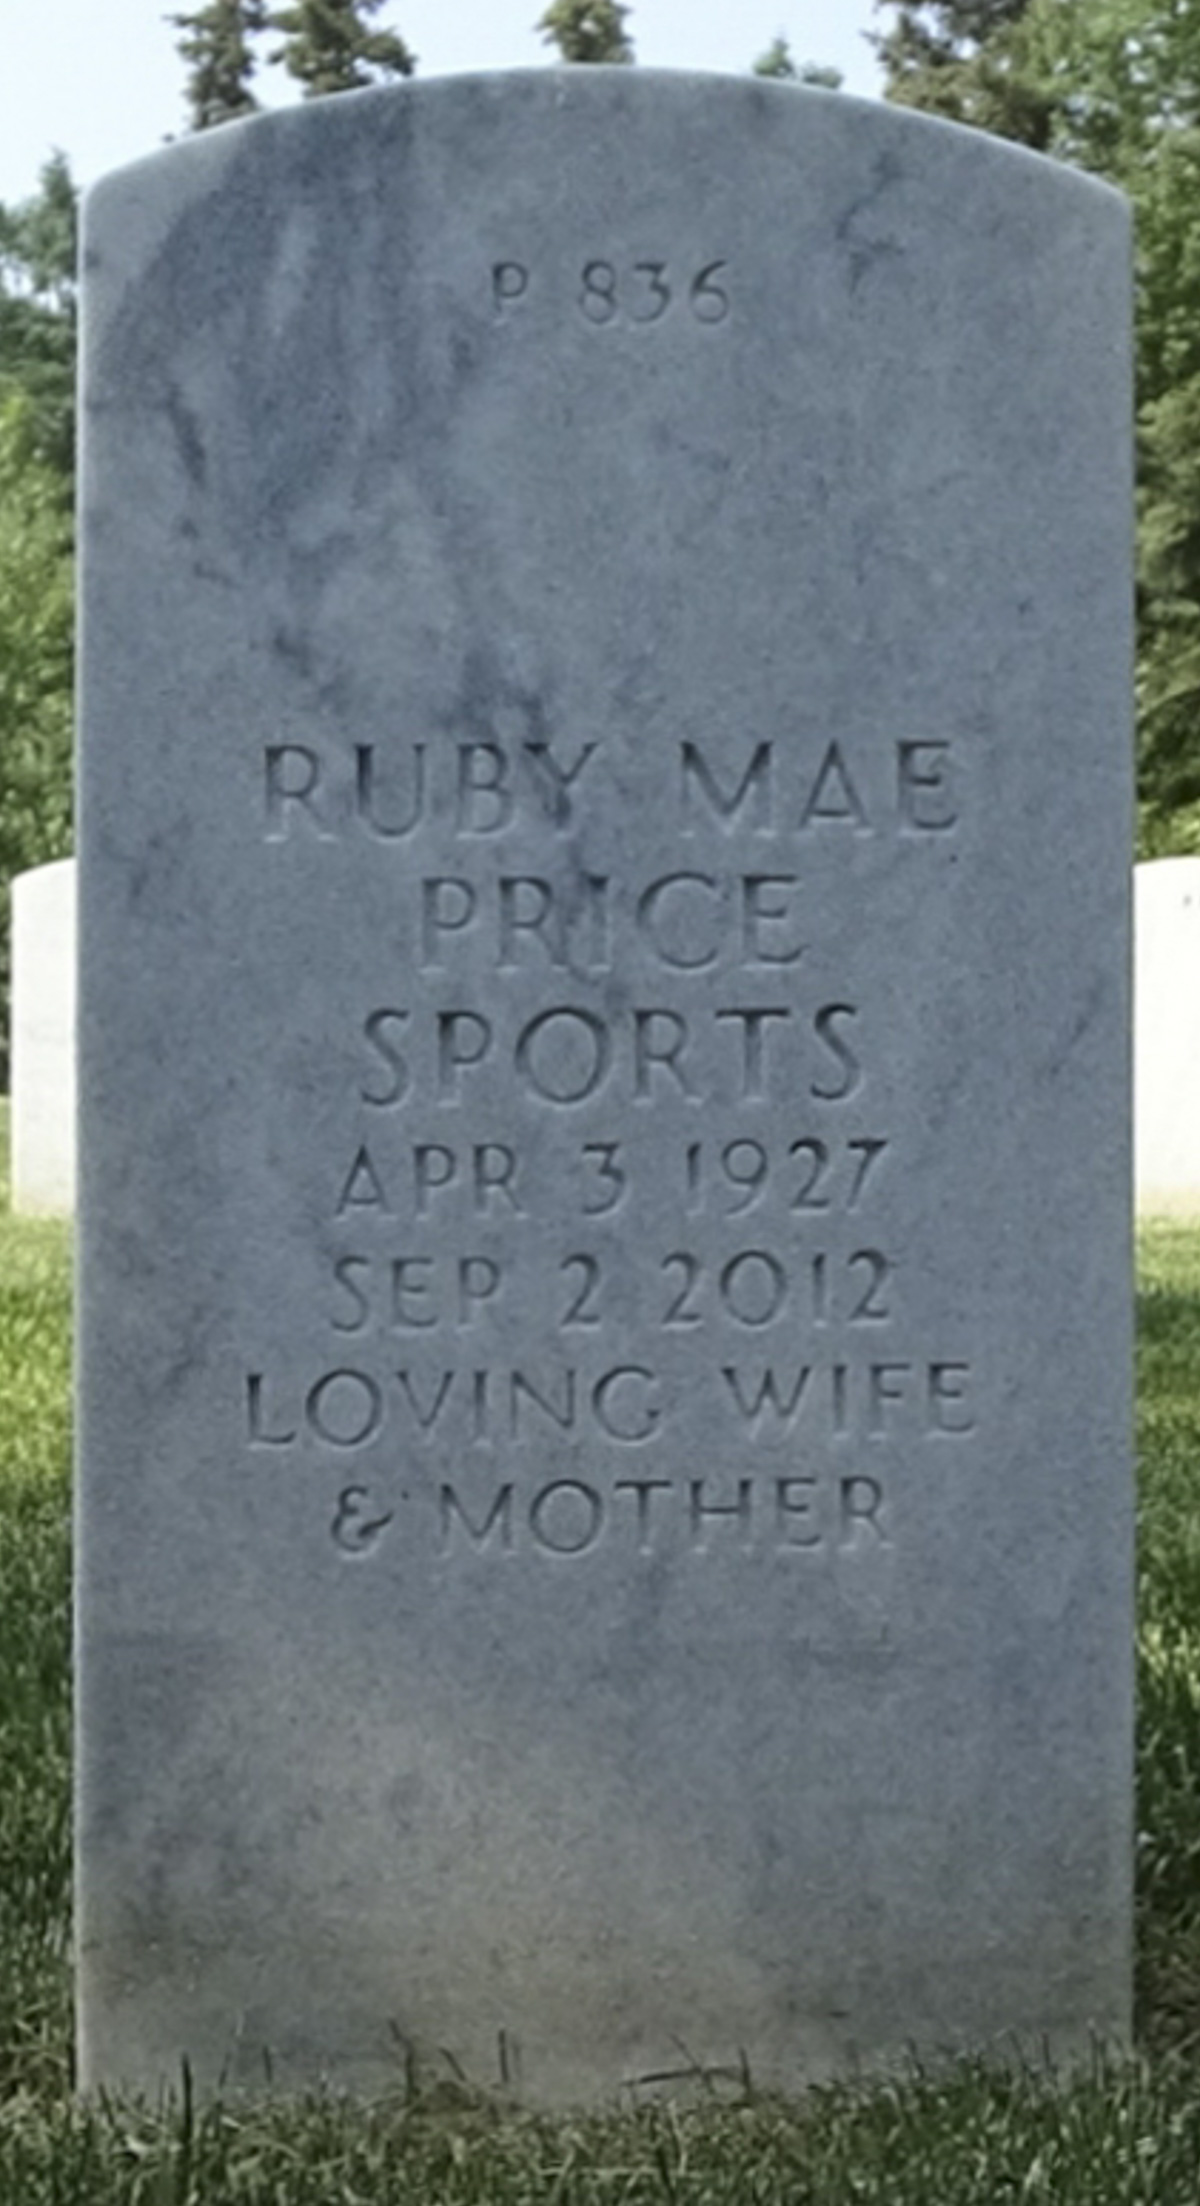 P 836
RUBY MAE
PRICE
SPORTS
APR 3 1927
SEP 2 2012
LOVING WIFE
& MOTHER